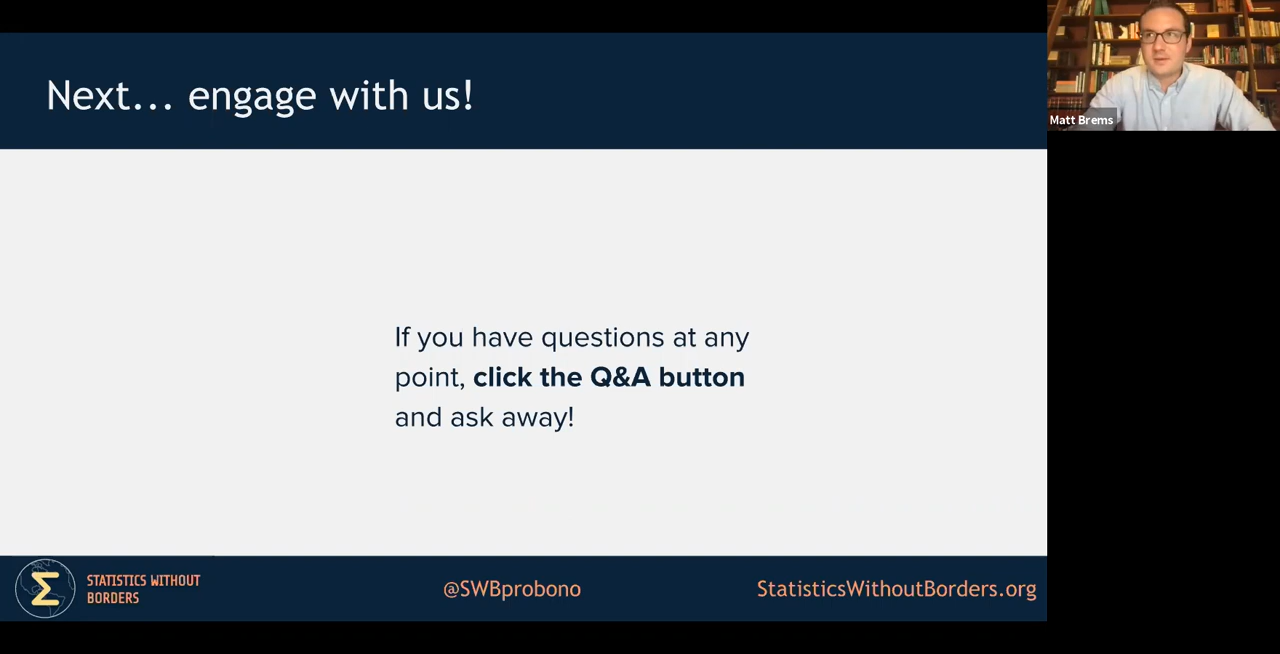 Next... engage with us!
Matt Brems
If you have questions at any
point, click the Q&A button
and ask away!
STATISTICS WITHOUT
BORDERS
@SWBprobono
StatisticsWithoutBorders.org
Σ